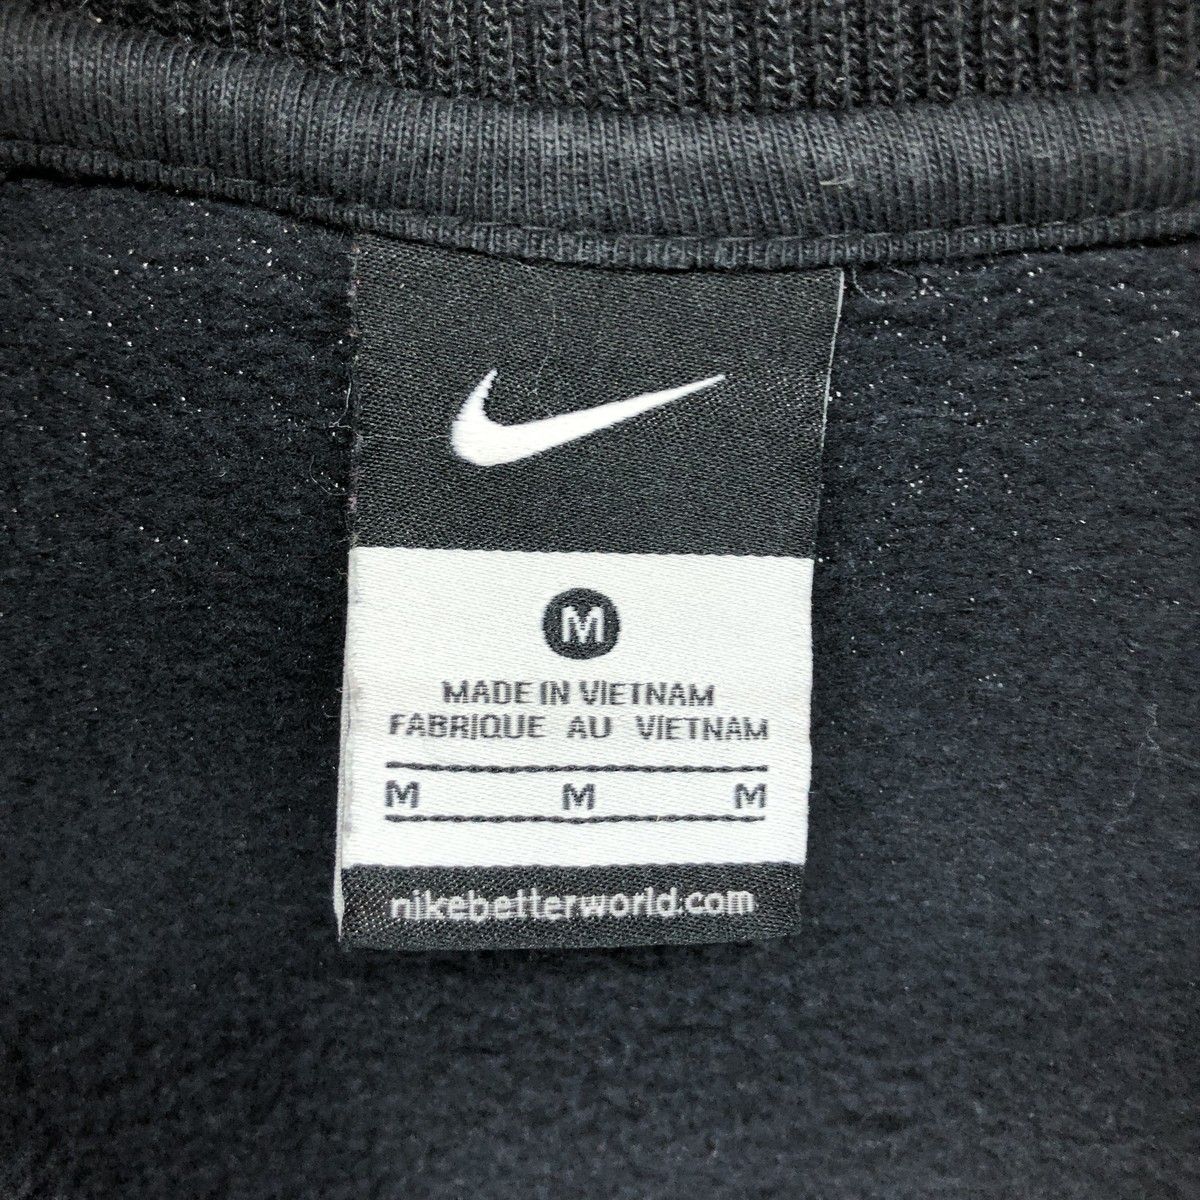 M
MADE IN VIETNAM
FABRIQUE AU VIETNAM
M M M
nikebetterworld.com